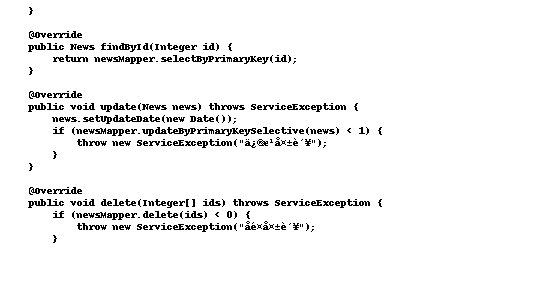 }
@Override
public News findById(Integer id) {
return newsMapper.selectByPrimaryKey(id);
}
@Override
public void update(News news) throws ServiceException {
news.setUpdateDate(new Date());
if (newsMapper.updateByPrimaryKeySelective(news) < 1) {
throw new ServiceException("ä¿®æ¹å¤±è´¥");
}
}
@Override
public void delete(Integer[] ids) throws ServiceException {
if (newsMapper.delete(ids) < 0) {
throw new ServiceException("å é¤å¤±è´¥");
}